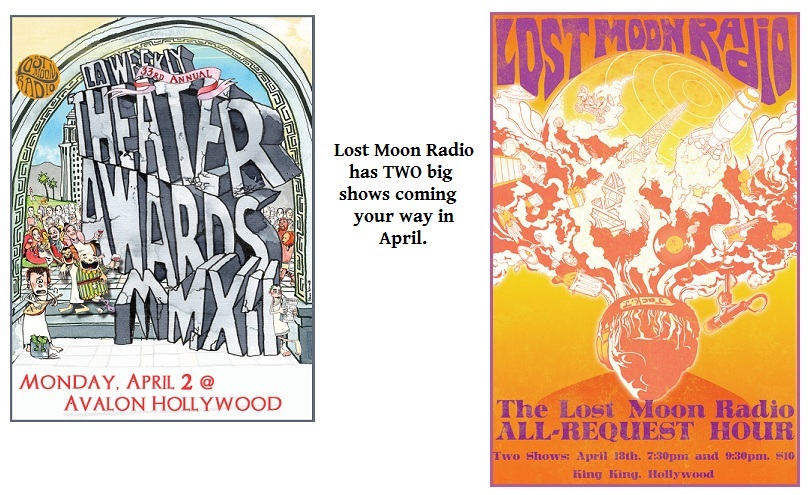 LOST
MOON
RADIO
LA WEEKLY
33RD ANNUAL
THEATER
AWARDS
MMXII
MONDAY, APRIL 2 @
AVALON HOLLYWOOD
Lost Moon Radio
has TWO big
shows coming
your way in
April.
LOST MOON RADIO
The Lost Moon Radio
ALL-REQUEST HOUR
Two Shows: April 18th, 7:30pm and 9:30pm. $10
King King, Hollywood